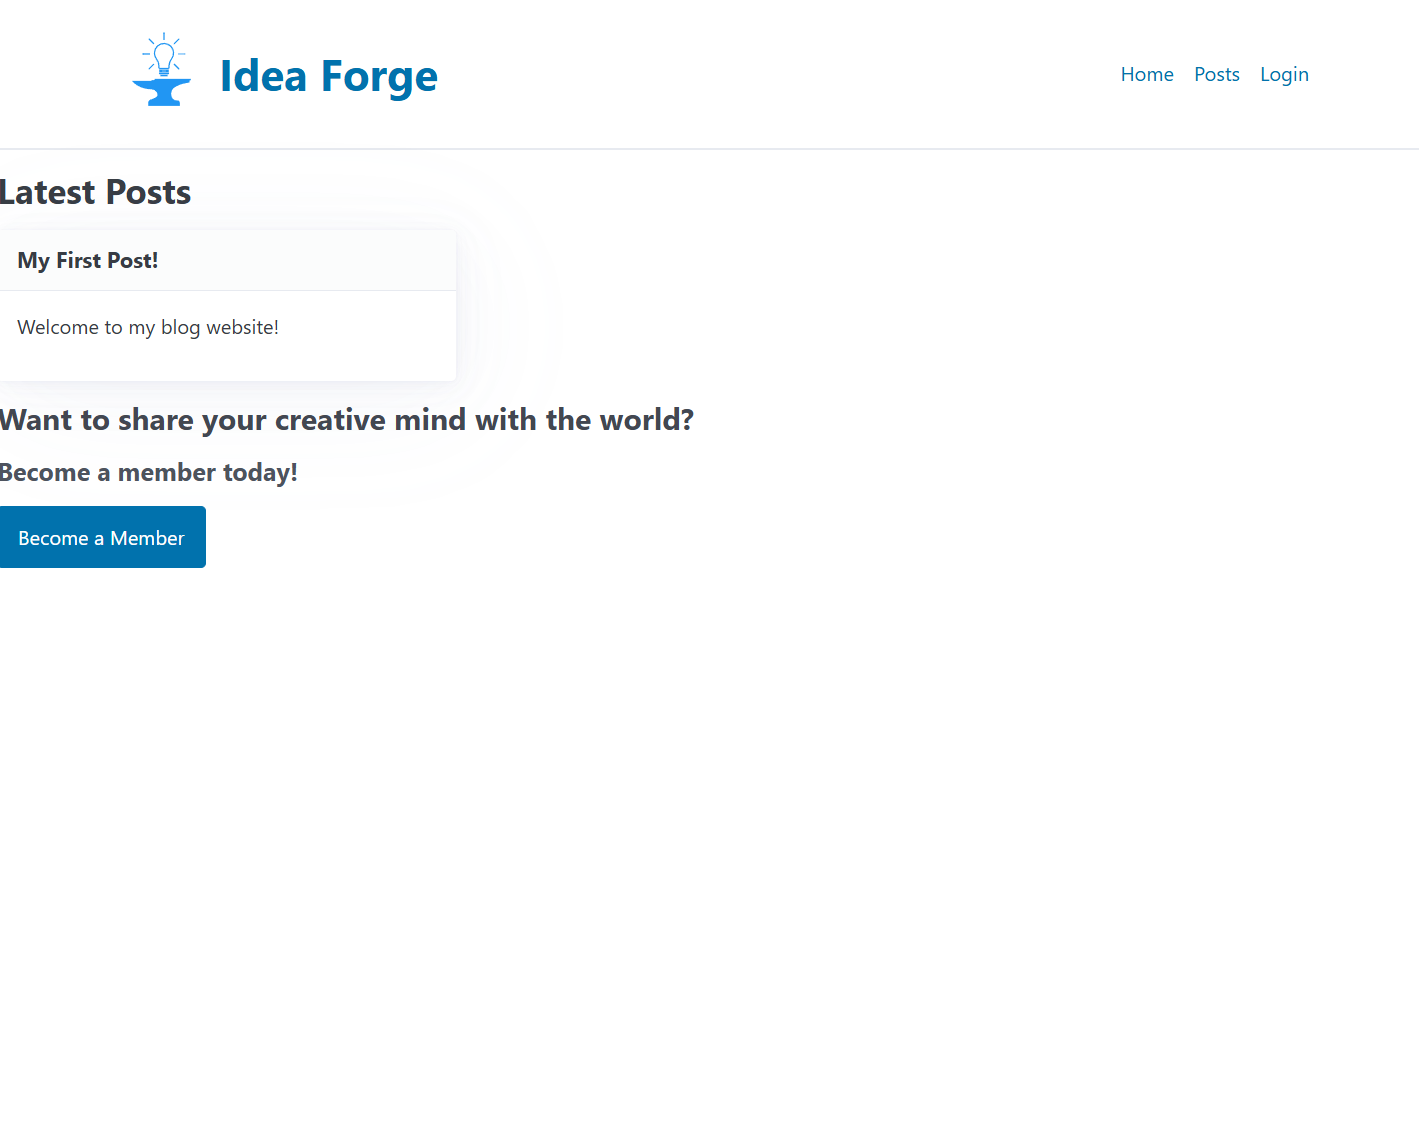 Idea Forge
Home Posts Login
Latest Posts
My First Post!
Welcome to my blog website!
Want to share your creative mind with the world?
Become a member today!
Become a Member